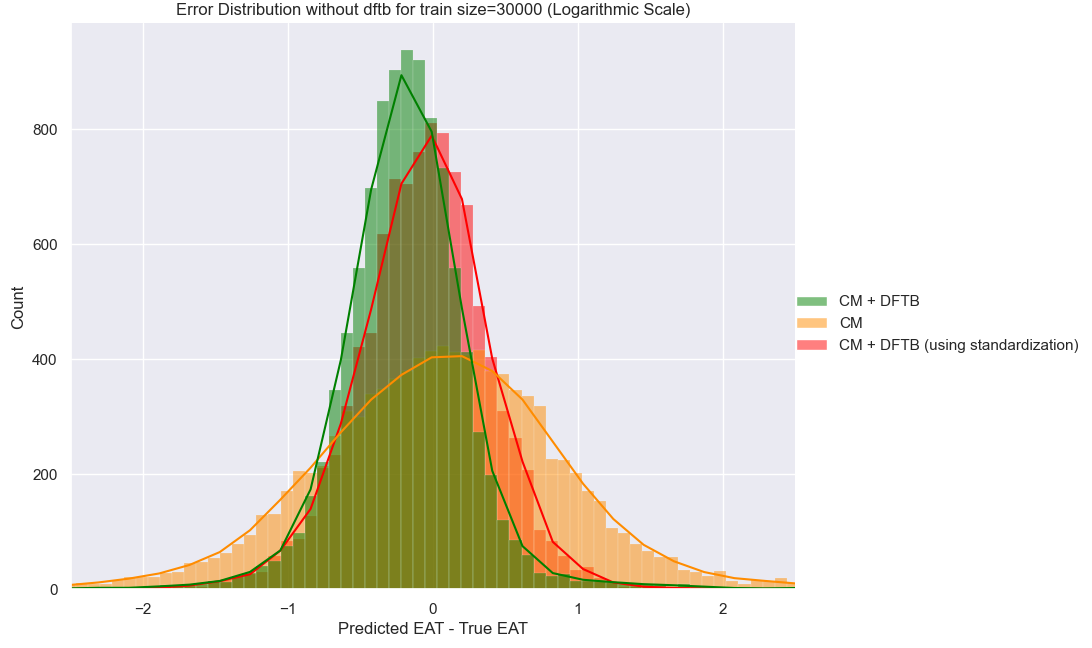 Error Distribution without dftb for train size=30000 (Logarithmic Scale)
Count
800
600
400
200
0
−2
−1
0
1
2
Predicted EAT - True EAT
CM + DFTB
CM
CM + DFTB (using standardization)